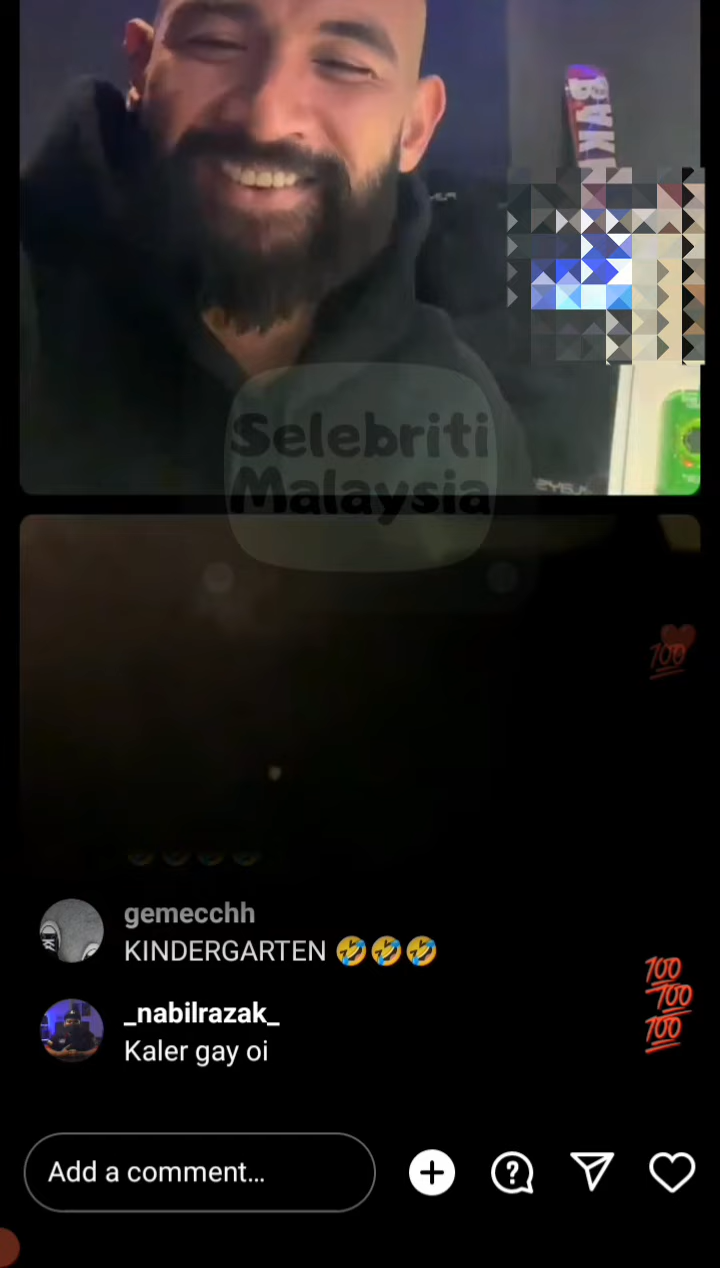 Selebriti
Malaysia
gemecchh
KINDERGARTEN 🤣🤣🤣
_nabilrazak_
Kaler gay oi
Add a comment...